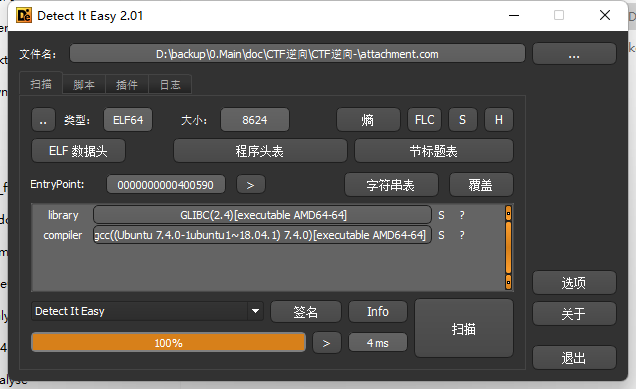 Detect It Easy 2.01
文件名: D:\backup\0.Main\doc\CTF逆向\CTF逆向-\attachment.com ...
扫描 脚本 插件 日志
.. 类型: ELF64 大小: 8624 熵 FLC S H
ELF 数据头 程序头表 节标题表
EntryPoint: 0000000000400590 > 字符串表 覆盖
library GLIBC(2.4)[executable AMD64-64] S ?
compiler gcc((Ubuntu 7.4.0-1ubuntu1~18.04.1) 7.4.0)[executable AMD64-64] S ?
选项
Detect It Easy 签名 Info 扫描 关于
100% > 4 ms
退出